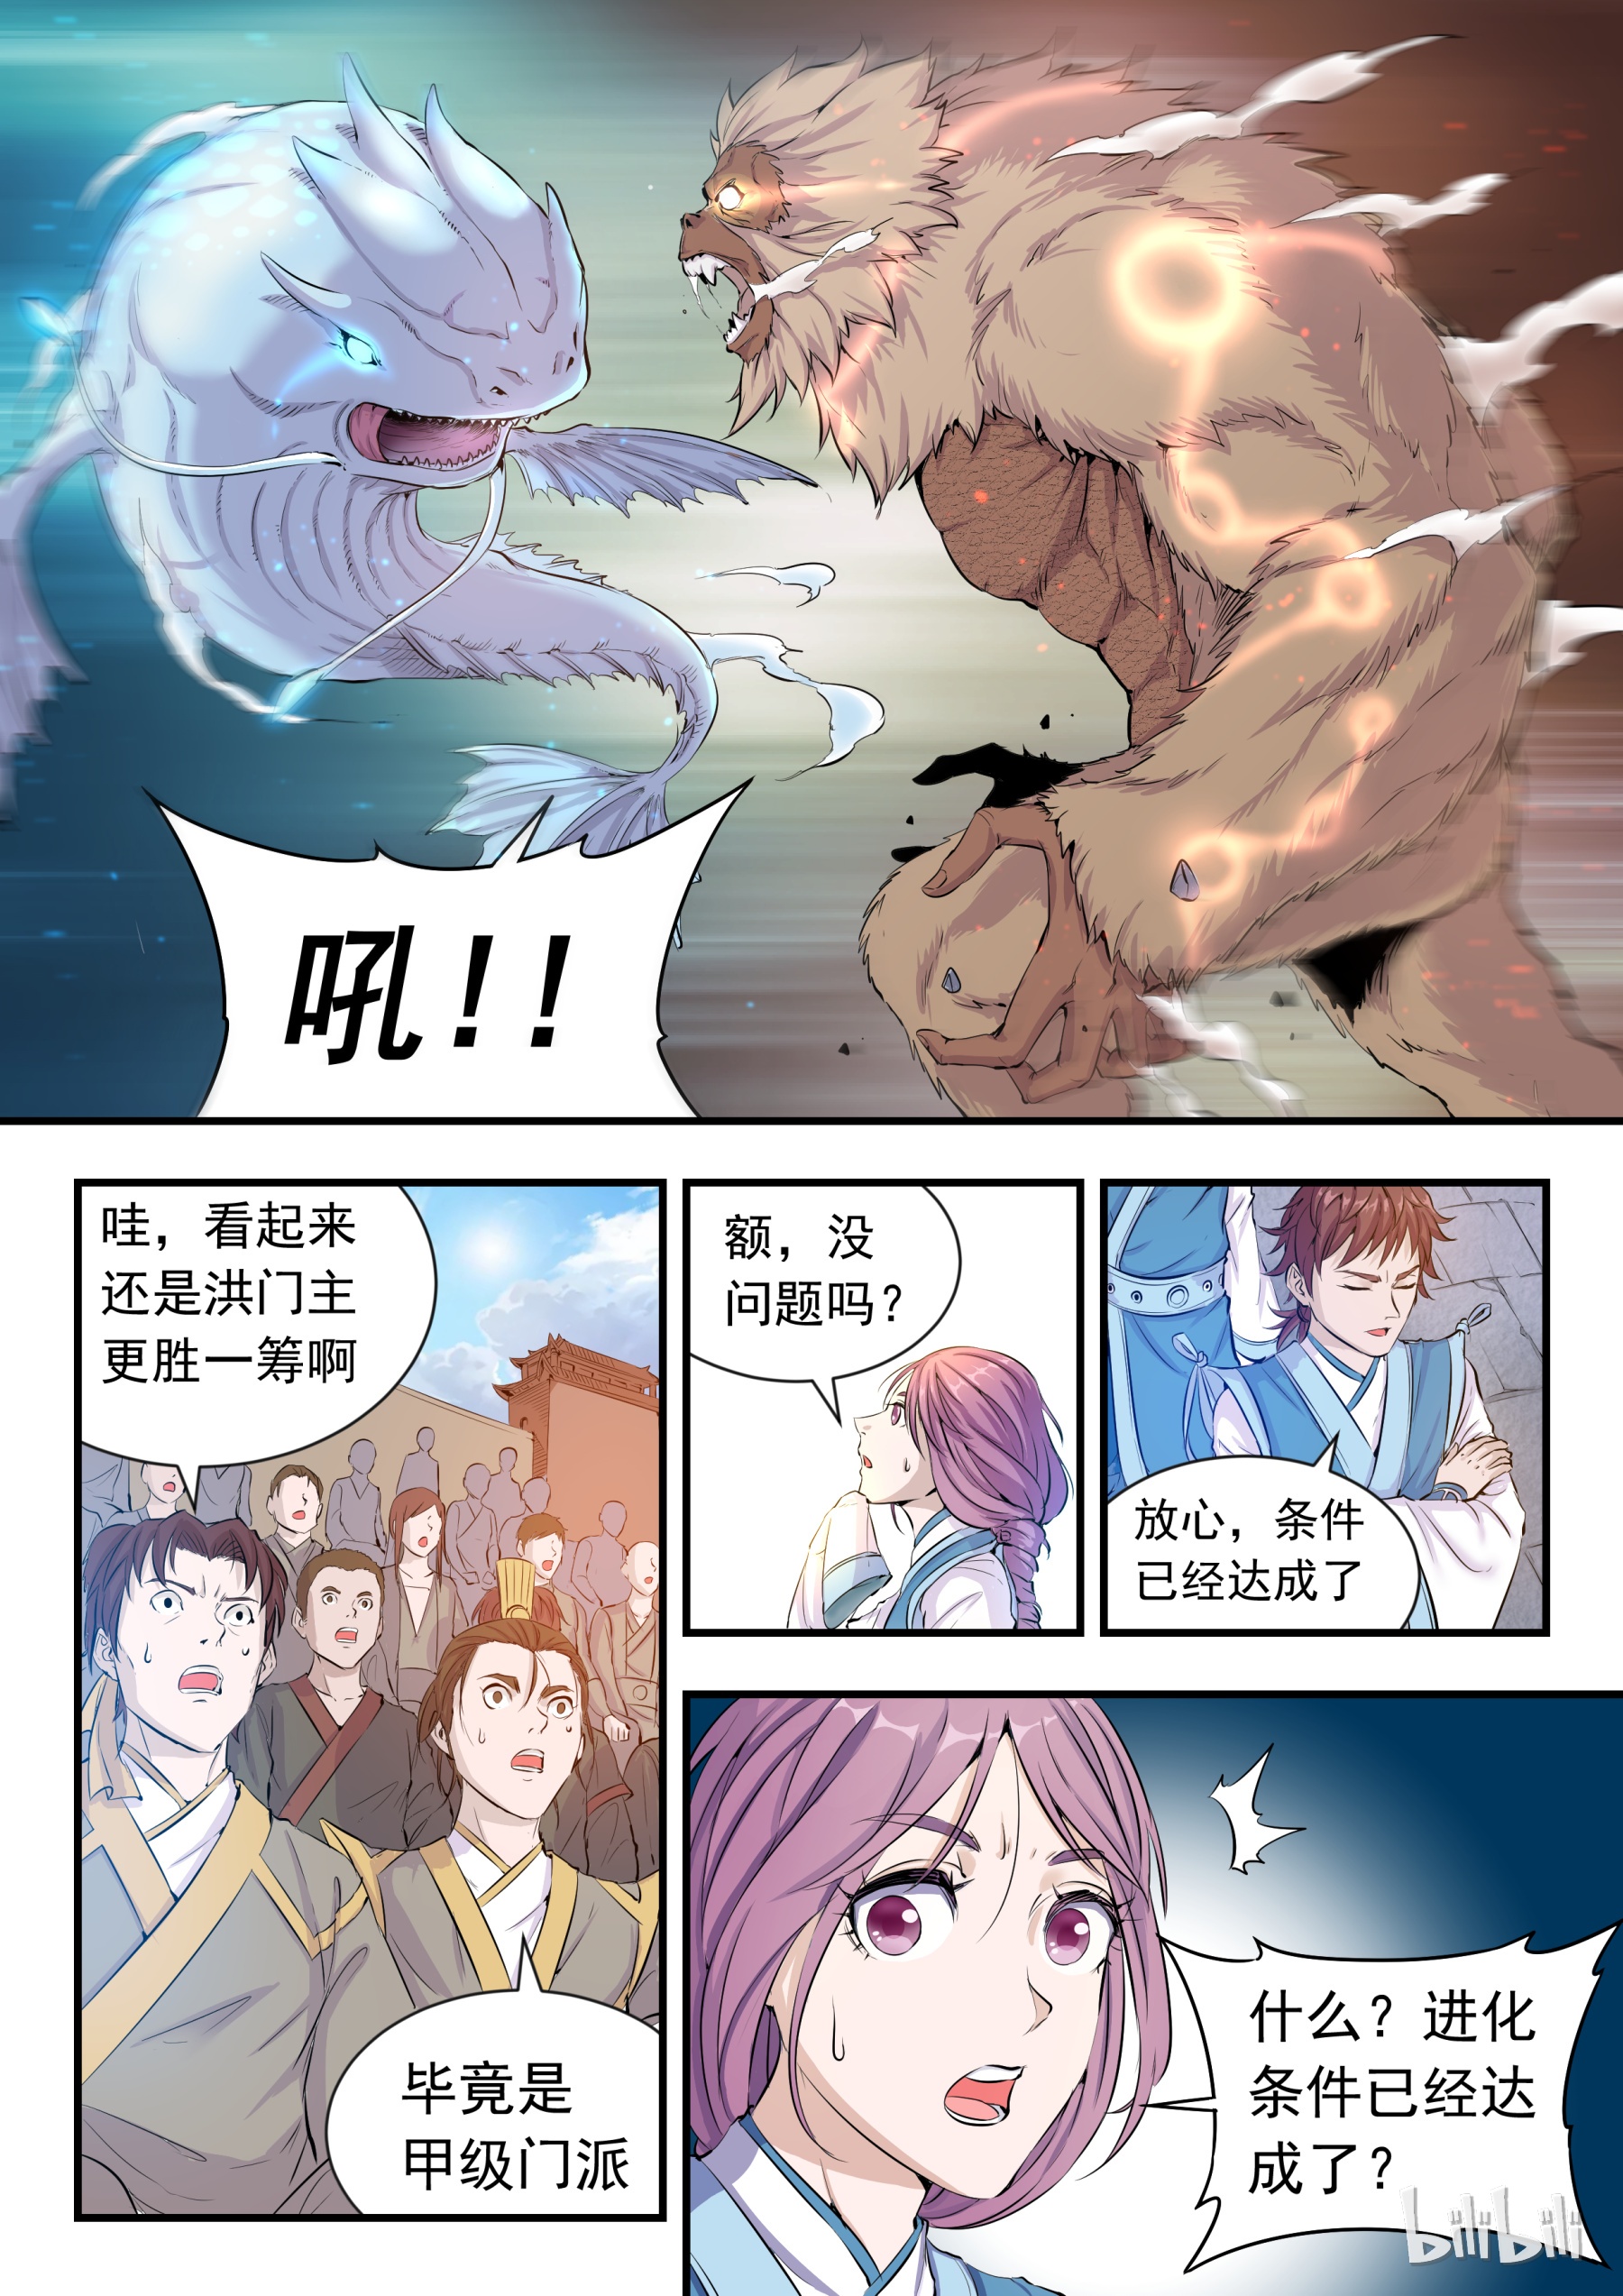 吼！！
哇，看起来
还是洪门主
更胜一筹啊
毕竟是
甲级门派
额，没
问题吗？
放心，条件
已经达成了
什么？进化
条件已经达
成了？
bilibili